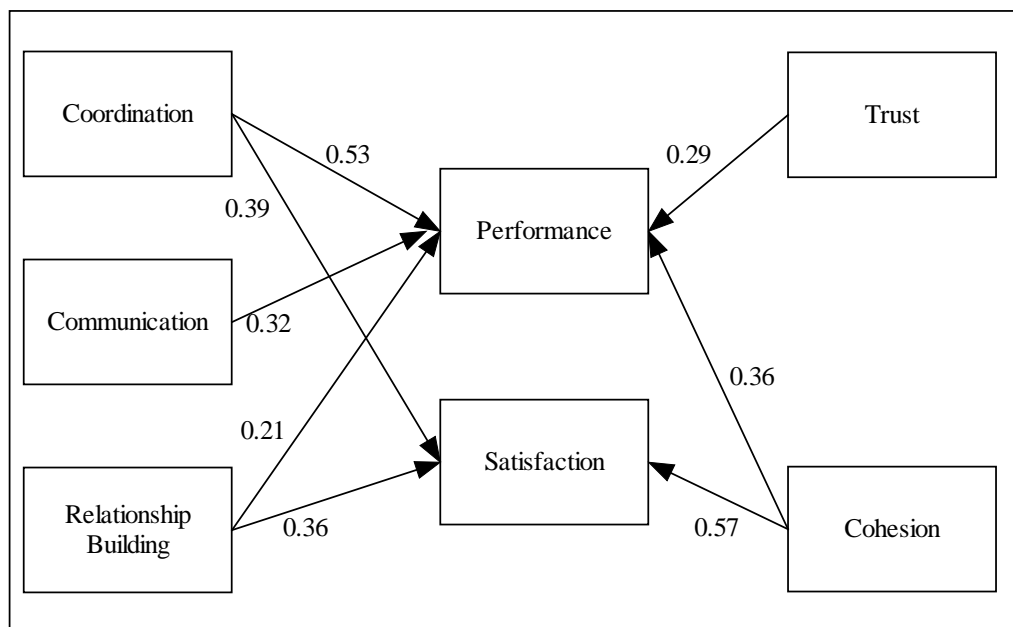 Coordination
Trust
0.53
0.29
0.39
Performance
Communication
0.32
0.36
0.21
Satisfaction
Relationship
Building
0.36
0.57
Cohesion